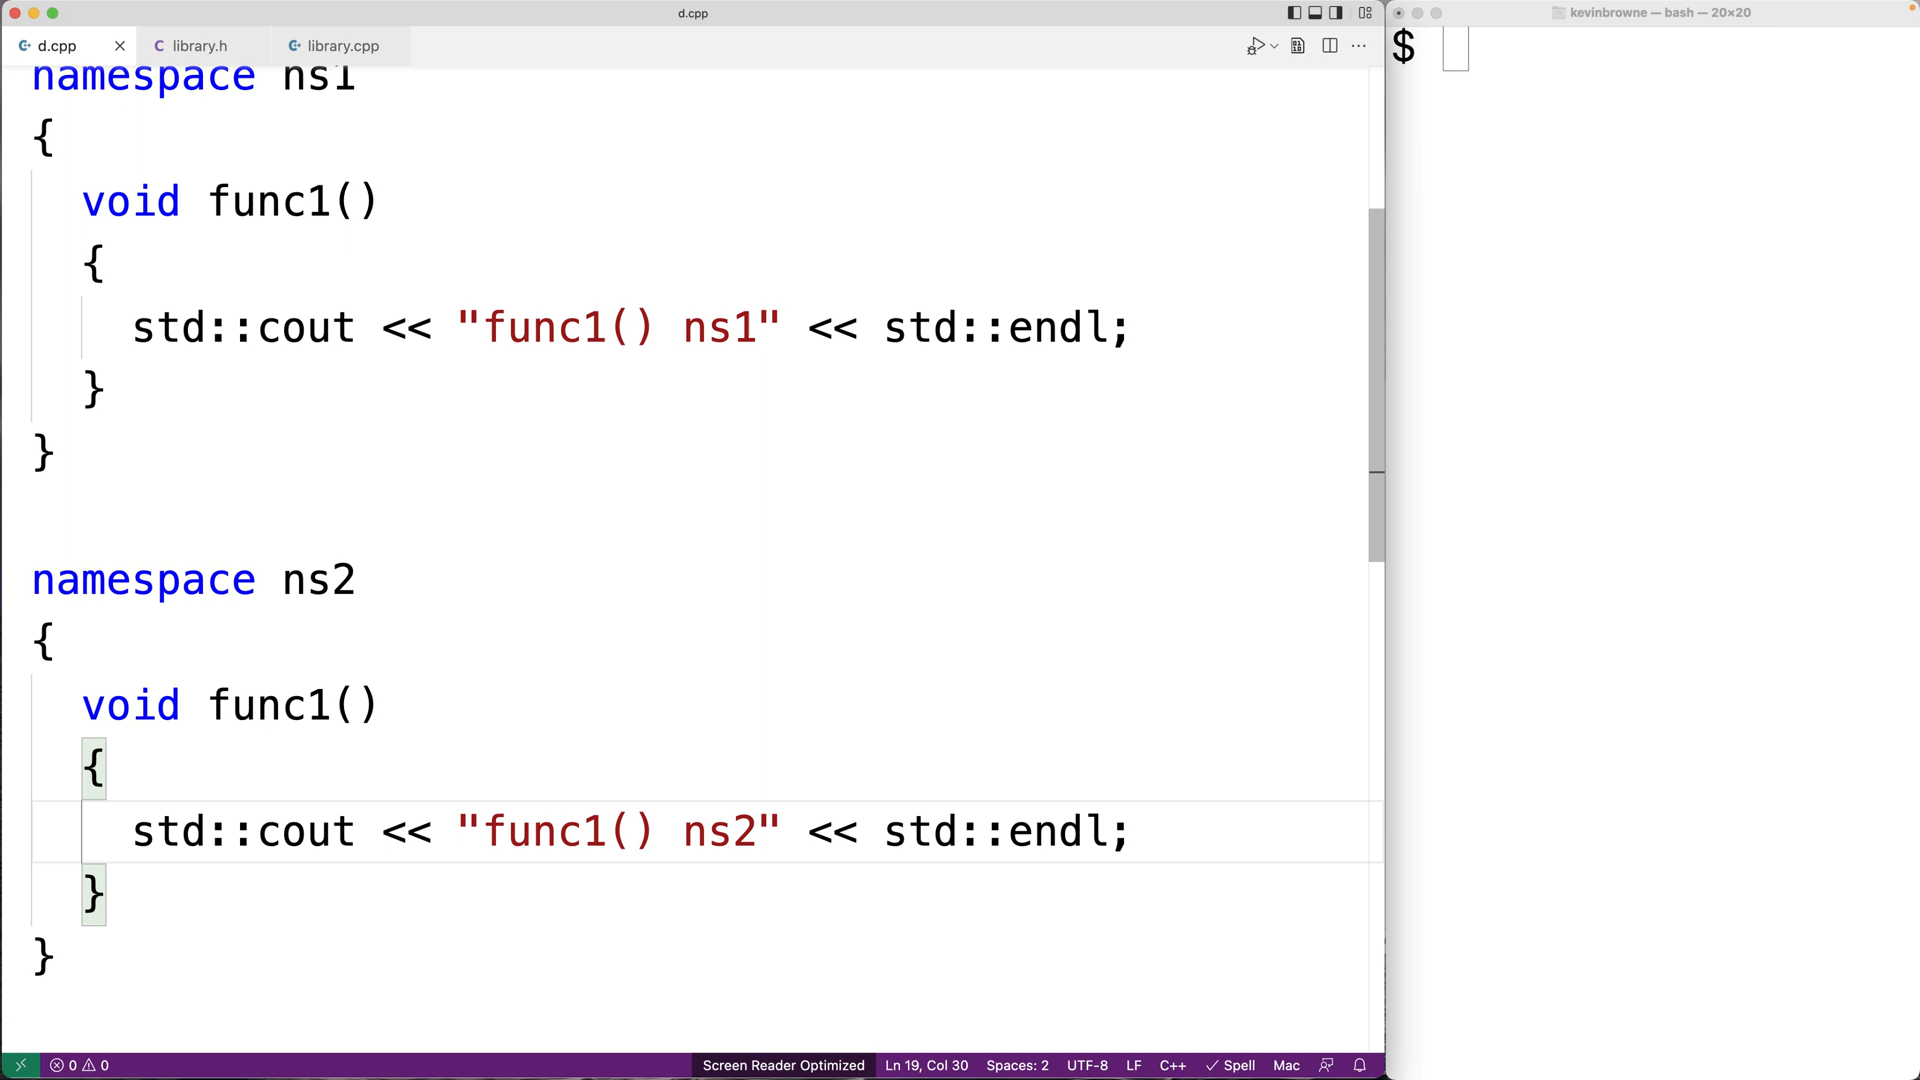 d.cpp
kevinbrowne — bash — 20×20
d.cpp
library.h
library.cpp
$
namespace ns1
{
void func1()
{
std::cout << "func1() ns1" << std::endl;
}
}
namespace ns2
{
void func1()
{
std::cout << "func1() ns2" << std::endl;
}
}
0 0 Screen Reader Optimized Ln 19, Col 30 Spaces: 2 UTF-8 LF C++ Spell Mac